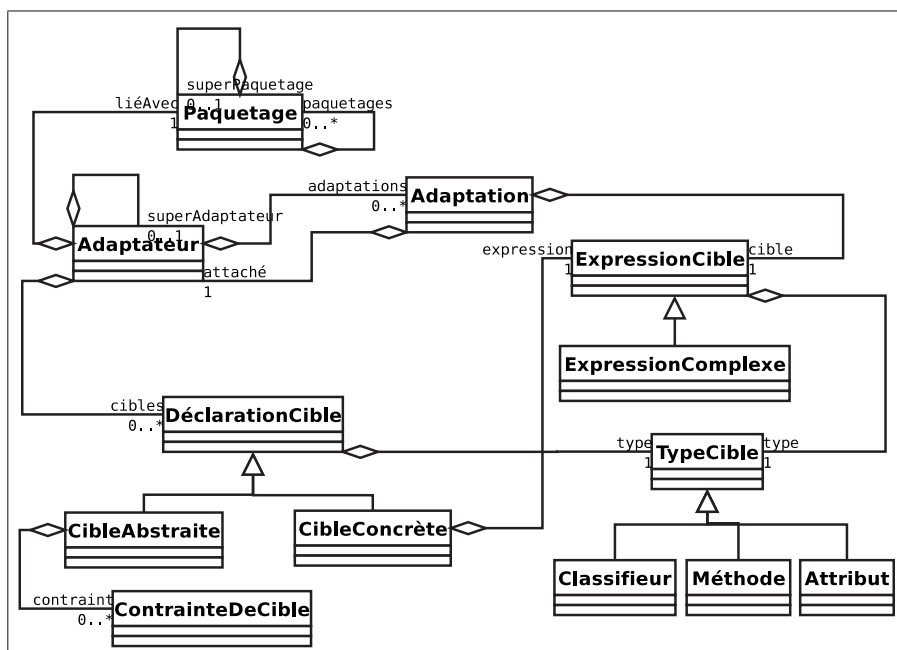 superPaquetage
0..1
liéAvec
1
Paquetage
paquetages
0..*
adaptations
0..*
Adaptation
superAdaptateur
0..1
Adaptateur
attaché
1
expression
1
ExpressionCible
cible
1
ExpressionComplexe
cibles
0..*
DéclarationCible
type
1
TypeCible
type
1
CibleAbstraite
CibleConcrète
Classifieur
Méthode
Attribut
contraint
0..*
ContrainteDeCible